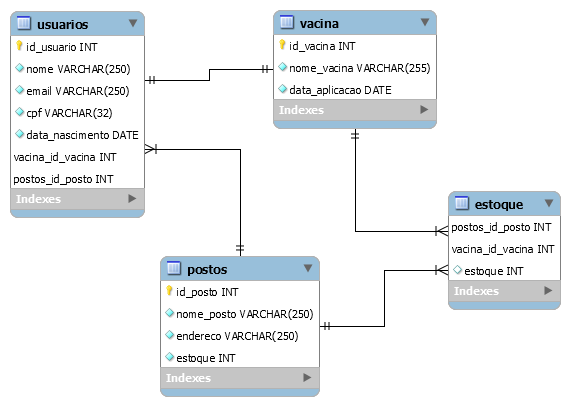 usuarios
id_usuario INT
nome VARCHAR(250)
email VARCHAR(250)
cpf VARCHAR(32)
data_nascimento DATE
vacina_id_vacina INT
postos_id_posto INT
Indexes
vacina
id_vacina INT
nome_vacina VARCHAR(255)
data_aplicacao DATE
Indexes
estoque
postos_id_posto INT
vacina_id_vacina INT
estoque INT
Indexes
postos
id_posto INT
nome_posto VARCHAR(250)
endereco VARCHAR(250)
estoque INT
Indexes